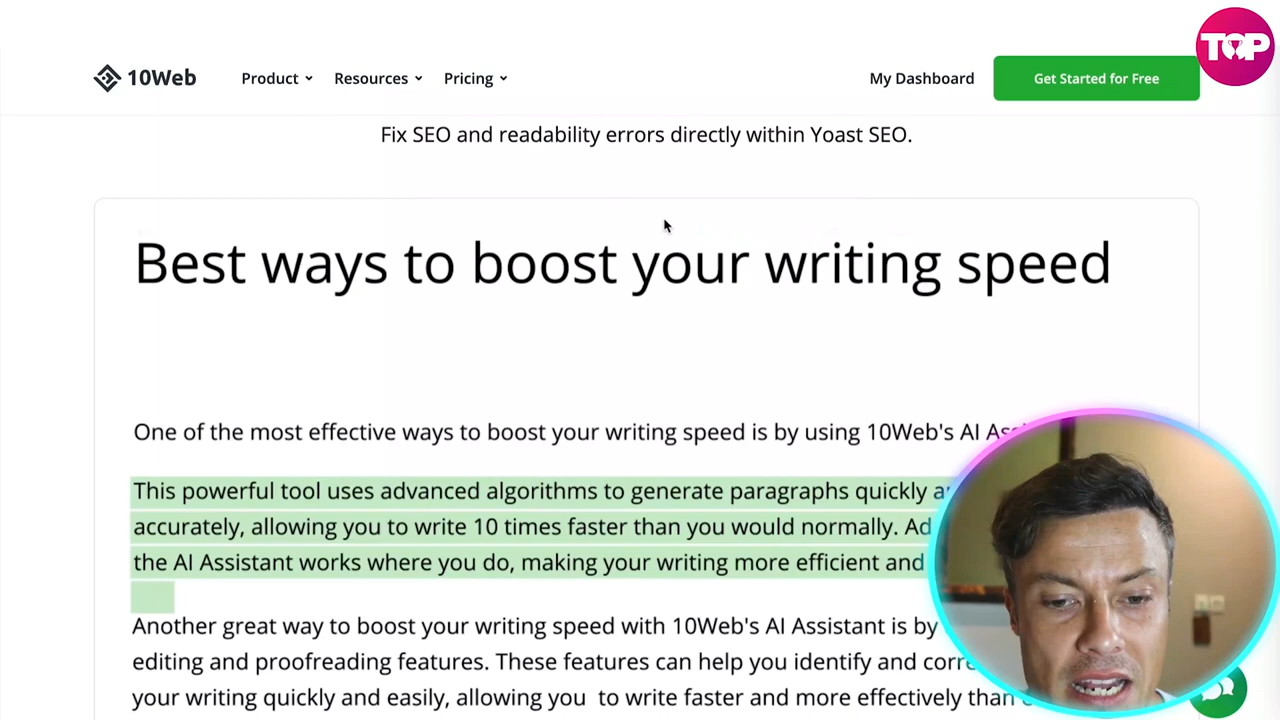 TOP
10Web
Product
Resources
Pricing
My Dashboard
Get Started for Free
Fix SEO and readability errors directly within Yoast SEO.
Best ways to boost your writing speed
One of the most effective ways to boost your writing speed is by using 10Web's AI
This powerful tool uses advanced algorithms to generate paragraphs quickly
accurately, allowing you to write 10 times faster than you would normally.
the AI Assistant works where you do, making your writing more efficient and
Another great way to boost your writing speed with 10Web's AI Assistant is by
editing and proofreading features. These features can help you identify and
your writing quickly and easily, allowing you to write faster and more effectively than